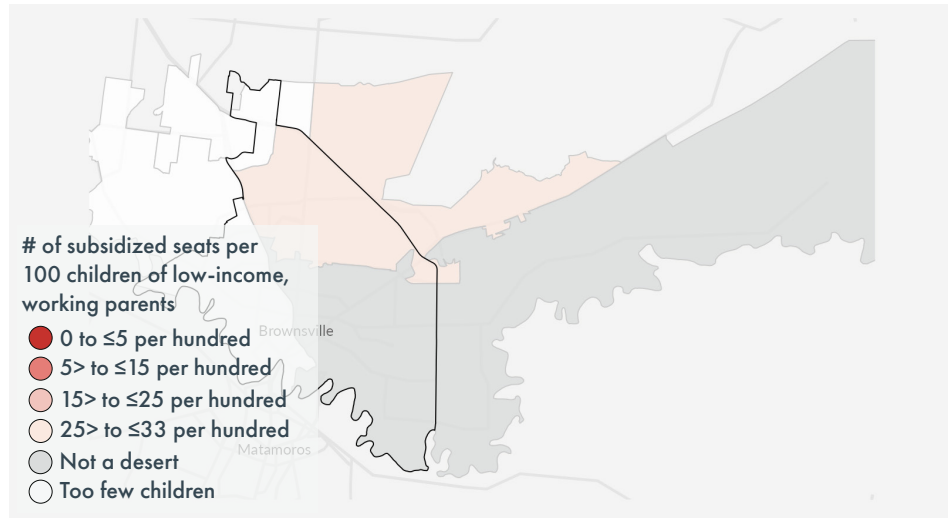 # of subsidized seats per
100 children of low-income,
working parents
Brownsville
0 to ≤5 per hundred
5> to ≤15 per hundred
15> to ≤25 per hundred
25> to ≤33 per hundred
Matamoros
Not a desert
Too few children